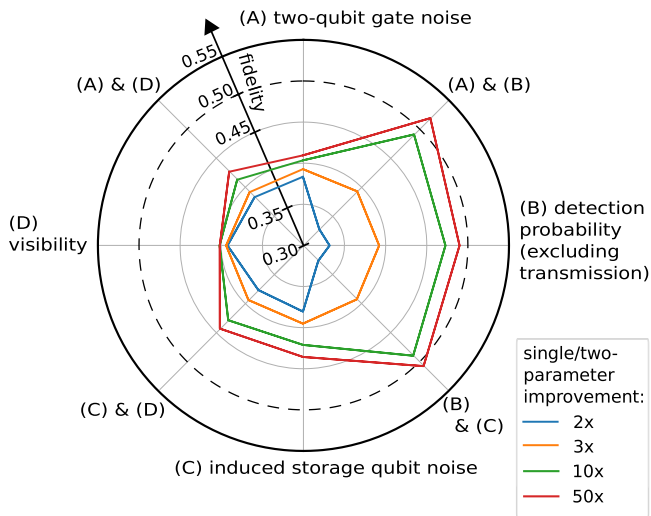 (A) two-qubit gate noise
0.55
fidelity
(A) & (D)
(A) & (B)
0.50
0.45
(D)
visibility
0.35
0.30
(B) detection
probability
(excluding
transmission)
(C) & (D)
(B)
& (C)
(C) induced storage qubit noise
single/two-
parameter
improvement:
2x
3x
10x
50x